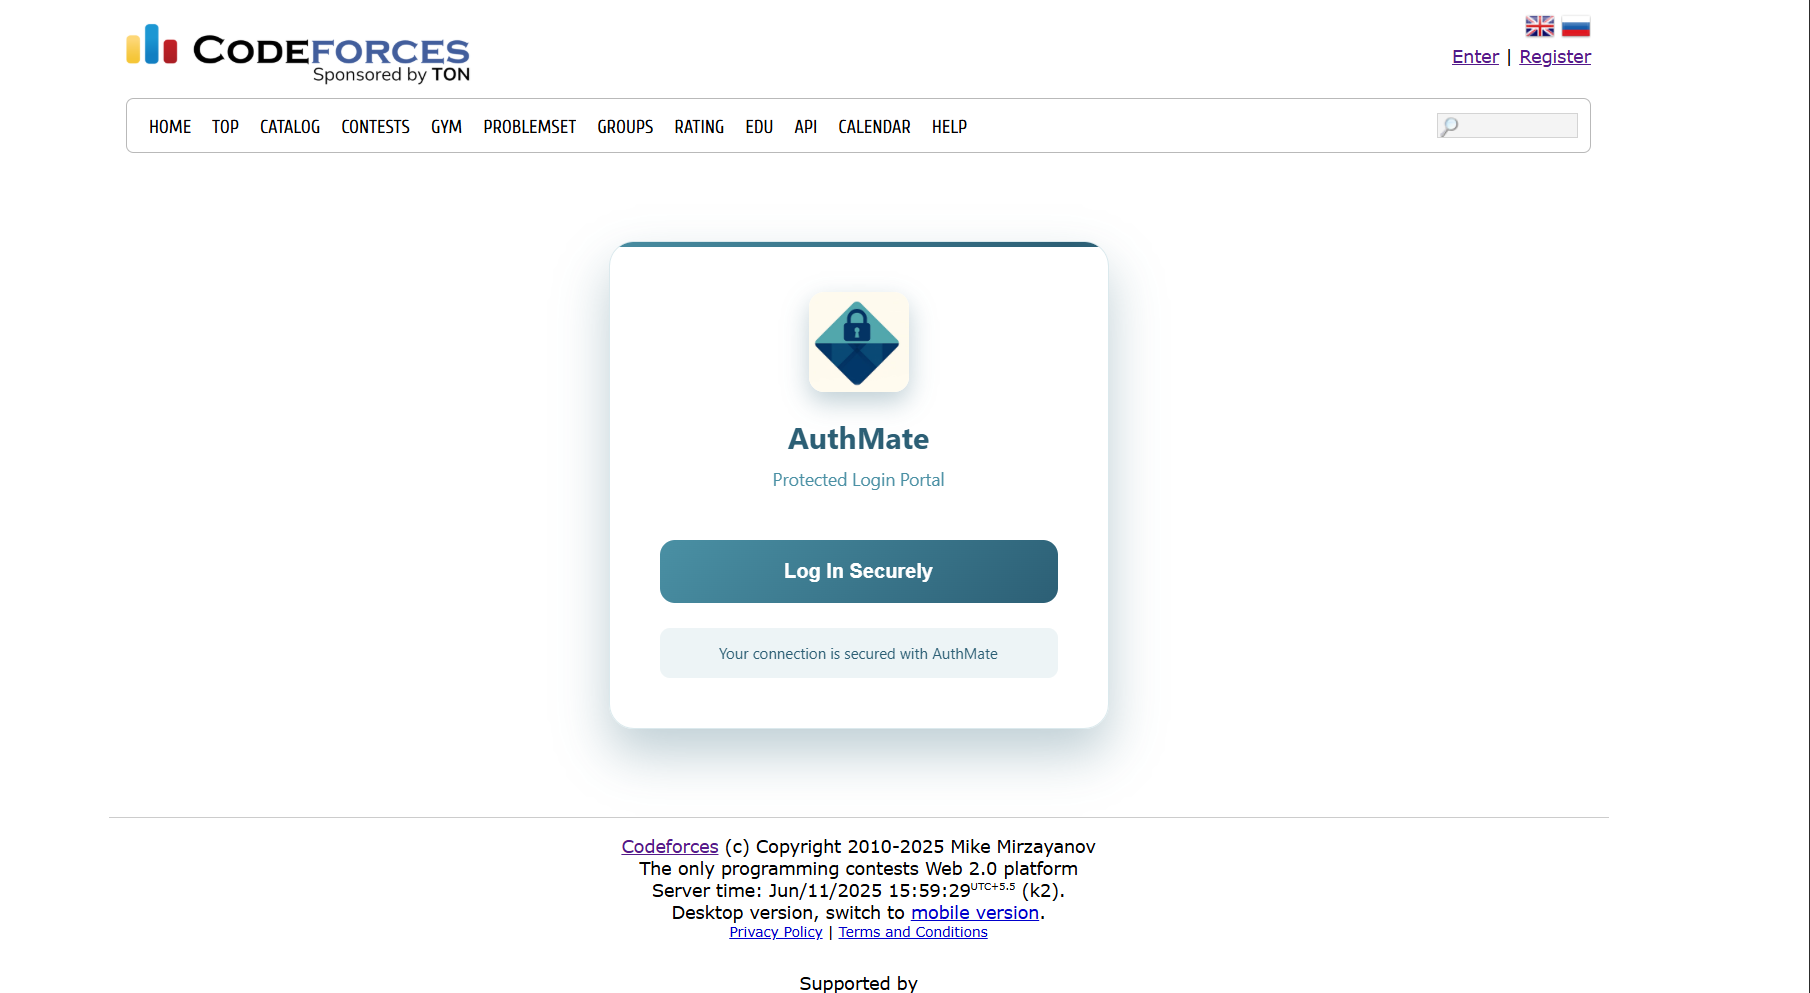 CODEFORCES
Sponsored by TON
Enter | Register
HOME TOP CATALOG CONTESTS GYM PROBLEMSET GROUPS RATING EDU API CALENDAR HELP
AuthMate
Protected Login Portal
Log In Securely
Your connection is secured with AuthMate
Codeforces (c) Copyright 2010-2025 Mike Mirzayanov
The only programming contests Web 2.0 platform
Server time: Jun/11/2025 15:59:29UTC+5.5 (k2).
Desktop version, switch to mobile version.
Privacy Policy | Terms and Conditions
Supported by